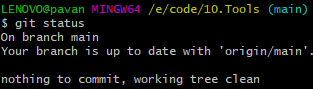 LENOVO@pavan MINGW64 /e/code/10.Tools (main)
$ git status
On branch main
Your branch is up to date with 'origin/main'.
nothing to commit, working tree clean